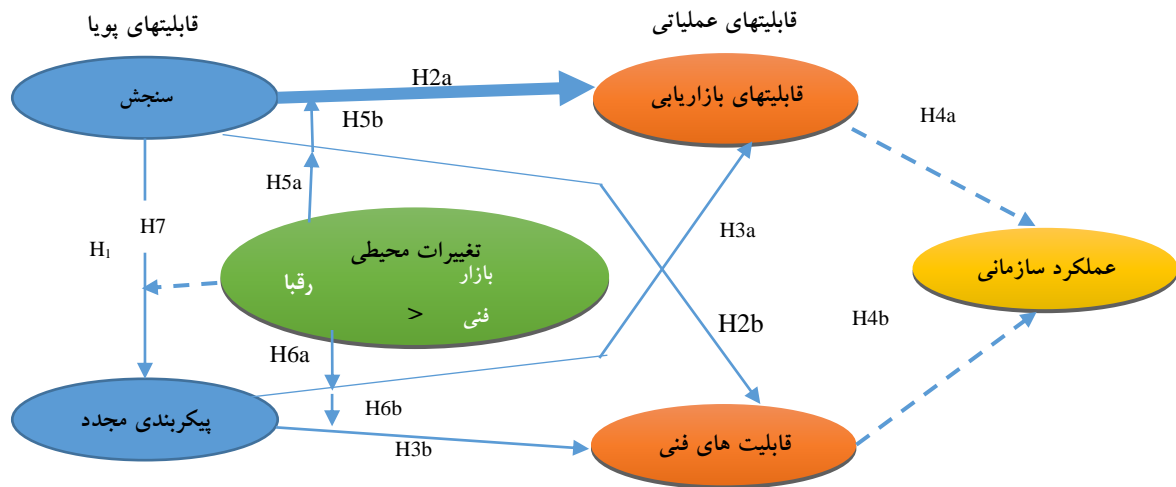 قابلیتهای پویا
قابلیتهای عملیاتی
سنجش
H2a
قابلیتهای بازاریابی
H4a
H5b
H5a
H7
H1
H3a
تغییرات محیطی
بازار
رقبا
فنی
>
عملکرد سازمانی
H2b
H4b
H6a
H6b
پیکربندی مجدد
H3b
قابلیت های فنی